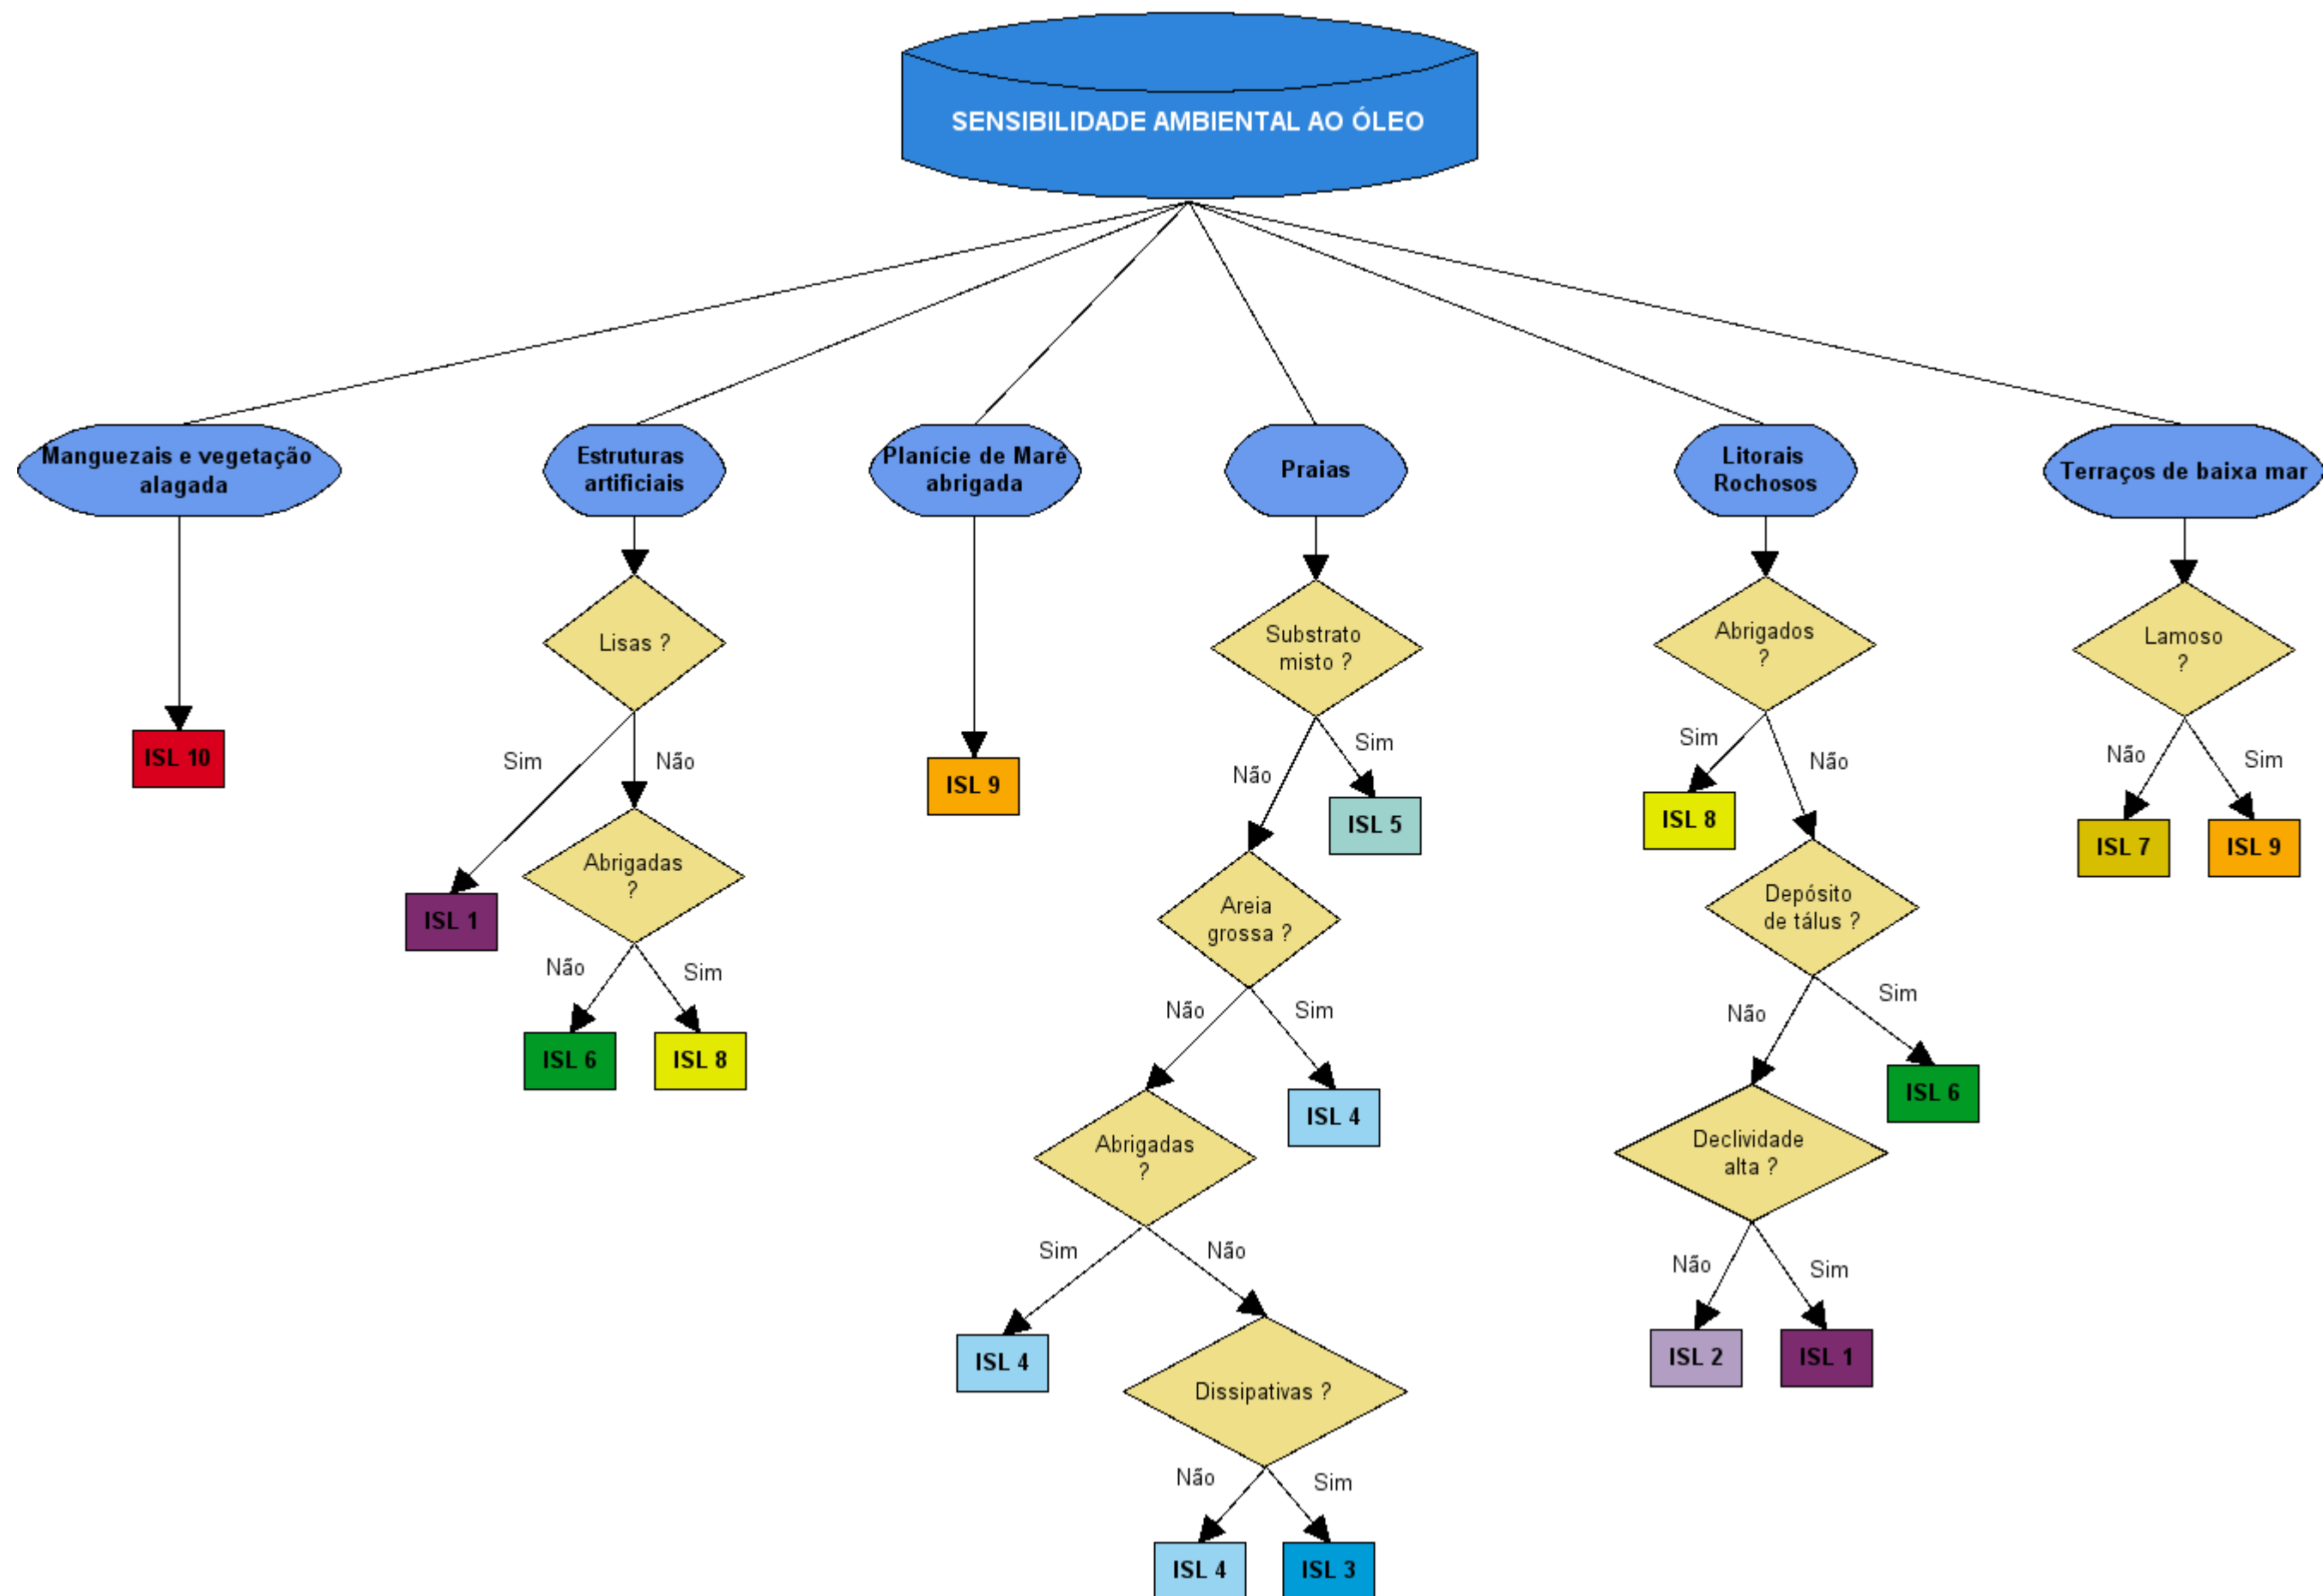 SENSIBILIDADE AMBIENTAL AO ÓLEO
Manguezais e vegetação
alagada
Estruturas
artificiais
Planície de Maré
abrigada
Praias
Litorais
Rochosos
Terraços de baixa mar
Lisas ?
Substrato
misto ?
Abrigados
?
Lamoso
?
Sim
Não
Não
Sim
Sim
Não
Não
Sim
ISL 10
ISL 9
ISL 5
ISL 8
ISL 7
ISL 9
ISL 1
Abrigadas
?
Areia
grossa ?
Depósito
de tálus ?
Não
Sim
Não
Sim
Não
Sim
ISL 6
ISL 8
ISL 4
ISL 6
Abrigadas
?
Declividade
alta ?
Sim
Não
Não
Sim
ISL 4
Dissipativas ?
ISL 2
ISL 1
Não
Sim
ISL 4
ISL 3